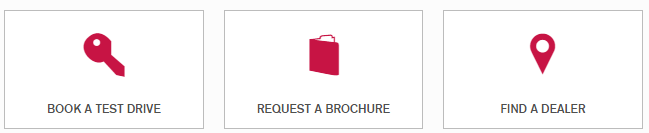 BOOK A TEST DRIVE
REQUEST A BROCHURE
FIND A DEALER